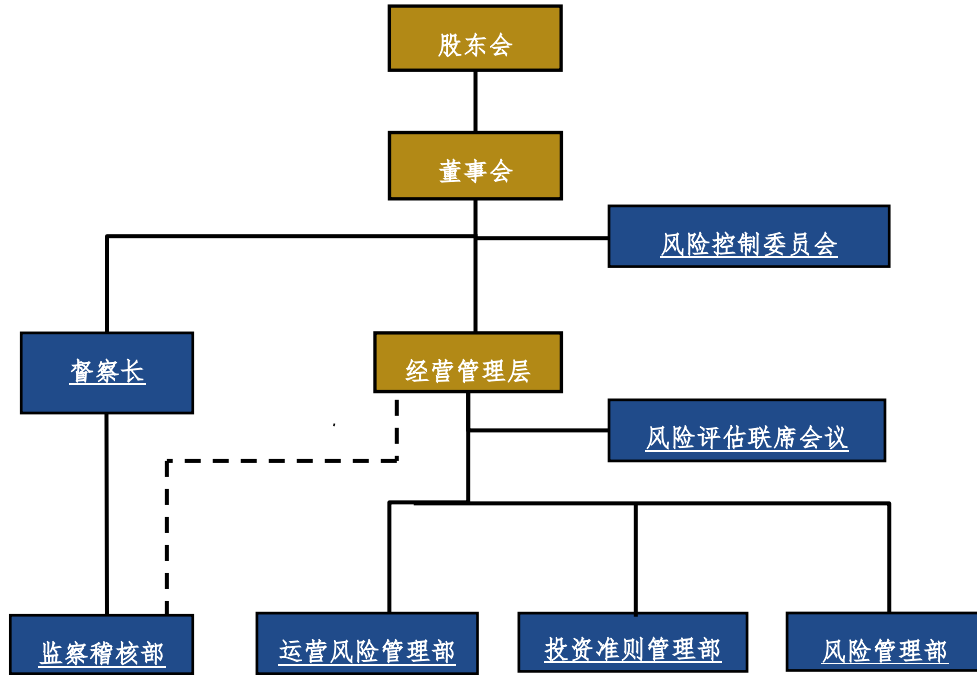 股东会
董事会
风险控制委员会
督察长
经营管理层
风险评估联席会议
监察稽核部
运营风险管理部
投资准则管理部
风险管理部